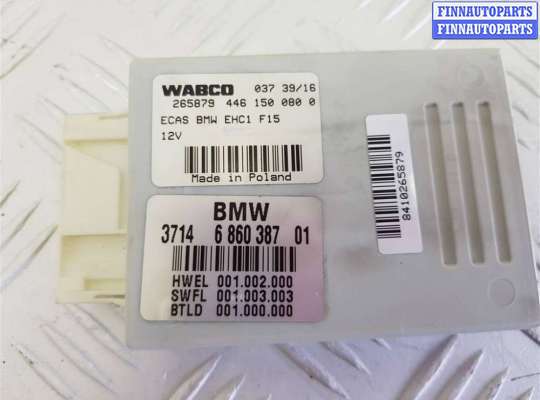 FINNAUTOPARTS
FINNAUTOPARTS
WABCO 037 39/16
265879 446 150 080 0
ECAS BMW EHC1 F15
12V
Made in Poland
BMW
3714 6 860 387 01
HWEL 001.002.000
SWFL 001.003.003
BTLD 001.000.000
8410265879